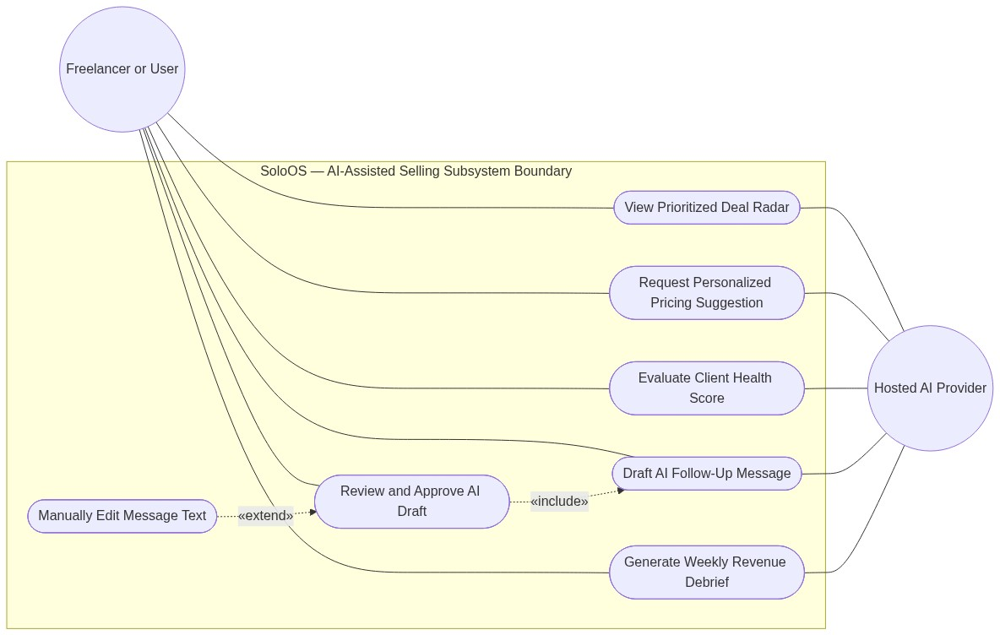 Freelancer or User
SoloOS — AI-Assisted Selling Subsystem Boundary
View Prioritized Deal Radar
Request Personalized
Pricing Suggestion
Evaluate Client Health
Score
Hosted AI Provider
Draft AI Follow-Up Message
Review and Approve AI
Draft
«include»
Manually Edit Message Text
«extend»
Generate Weekly Revenue
Debrief